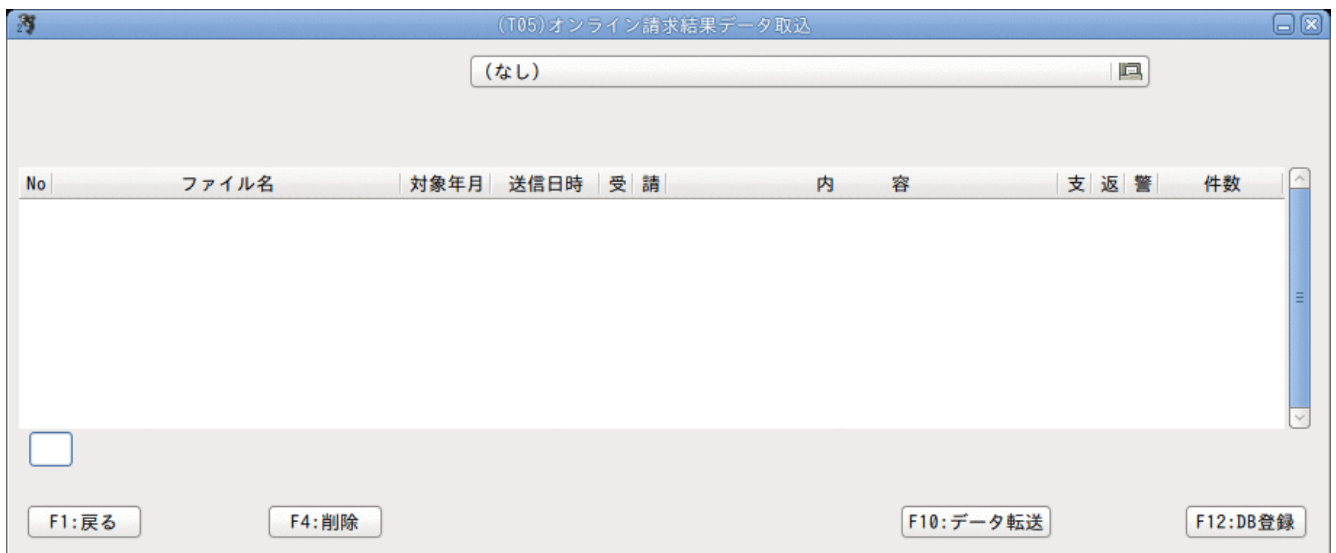 (T05)オンライン請求結果データ取込
(なし)
No ファイル名 対象年月 送信日時 受 請 内 容 支 返 警 件数
F1:戻る F4:削除 F10:データ転送 F12:DB登録